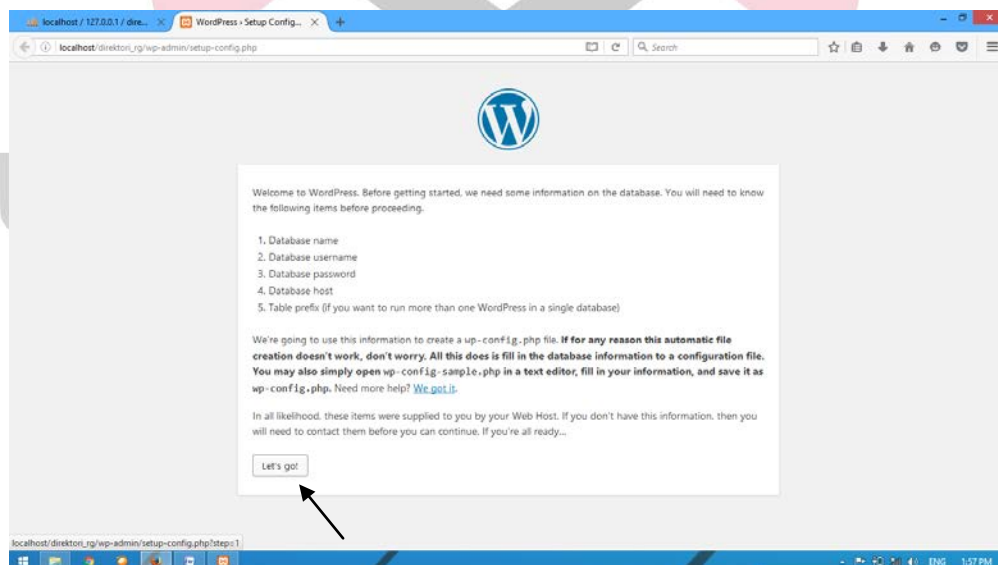 localhost / 127.0.0.1 / dire...
WordPress › Setup Config...
localhost/direktori_rg/wp-admin/setup-config.php
Search
Welcome to WordPress. Before getting started, we need some information on the database. You will need to know
the following items before proceeding.
1. Database name
2. Database username
3. Database password
4. Database host
5. Table prefix (if you want to run more than one WordPress in a single database)
We're going to use this information to create a wp-config.php file. If for any reason this automatic file
creation doesn't work, don't worry. All this does is fill in the database information to a configuration file.
You may also simply open wp-config-sample.php in a text editor, fill in your information, and save it as
wp-config.php. Need more help? We got it.
In all likelihood, these items were supplied to you by your Web Host. If you don't have this information, then you
will need to contact them before you can continue. If you're all ready...
Let's go!
localhost/direktori_rg/wp-admin/setup-config.php?step=1
ENG 1:57 PM